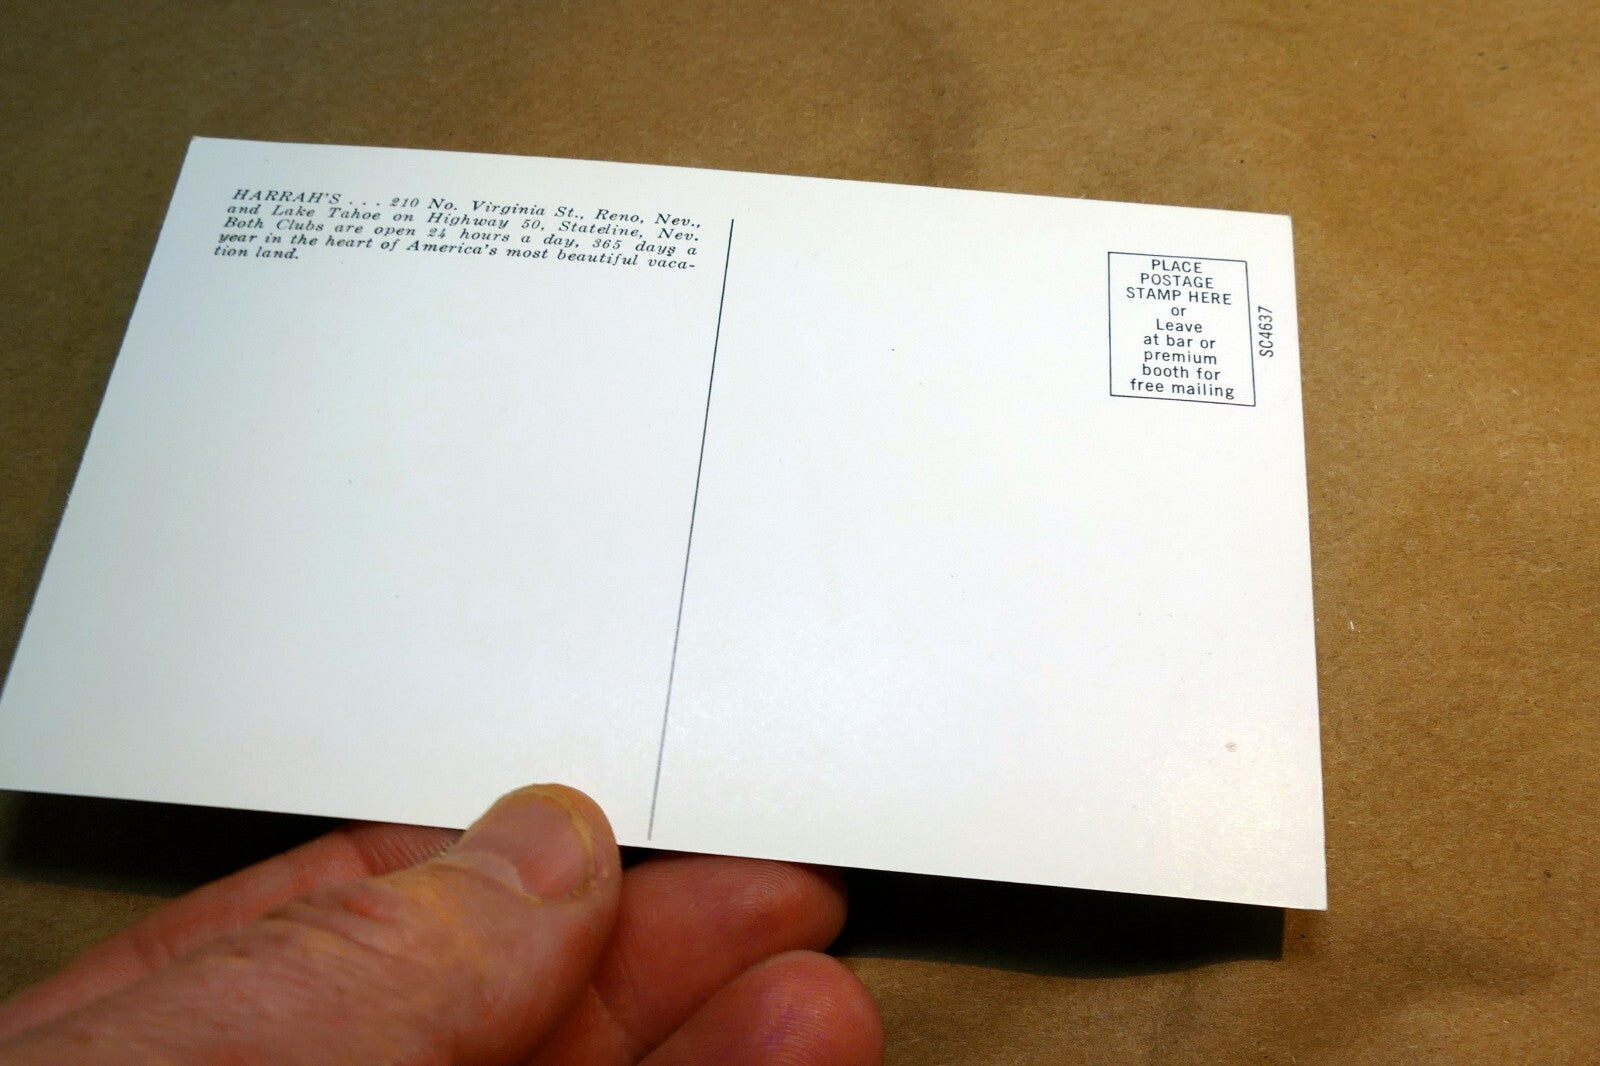 HARRAH'S . . . 210 No. Virginia St., Reno, Nev.,
and Lake Tahoe on Highway 50, Stateline, Nev.
Both Clubs are open 24 hours a day, 365 days a
year in the heart of America's most beautiful vaca-
tion land.
PLACE
POSTAGE
STAMP HERE
or
Leave
at bar or
premium
booth for
free mailing
SC4637